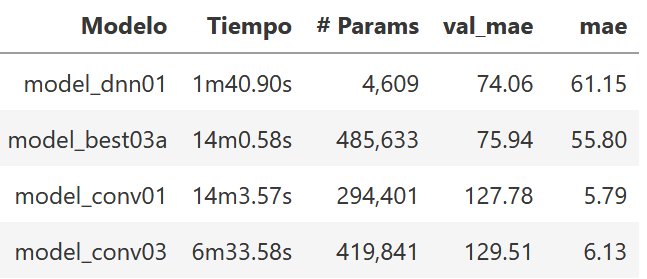 Modelo Tiempo # Params val_mae mae
model_dnn01 1m40.90s 4,609 74.06 61.15
model_best03a 14m0.58s 485,633 75.94 55.80
model_conv01 14m3.57s 294,401 127.78 5.79
model_conv03 6m33.58s 419,841 129.51 6.13